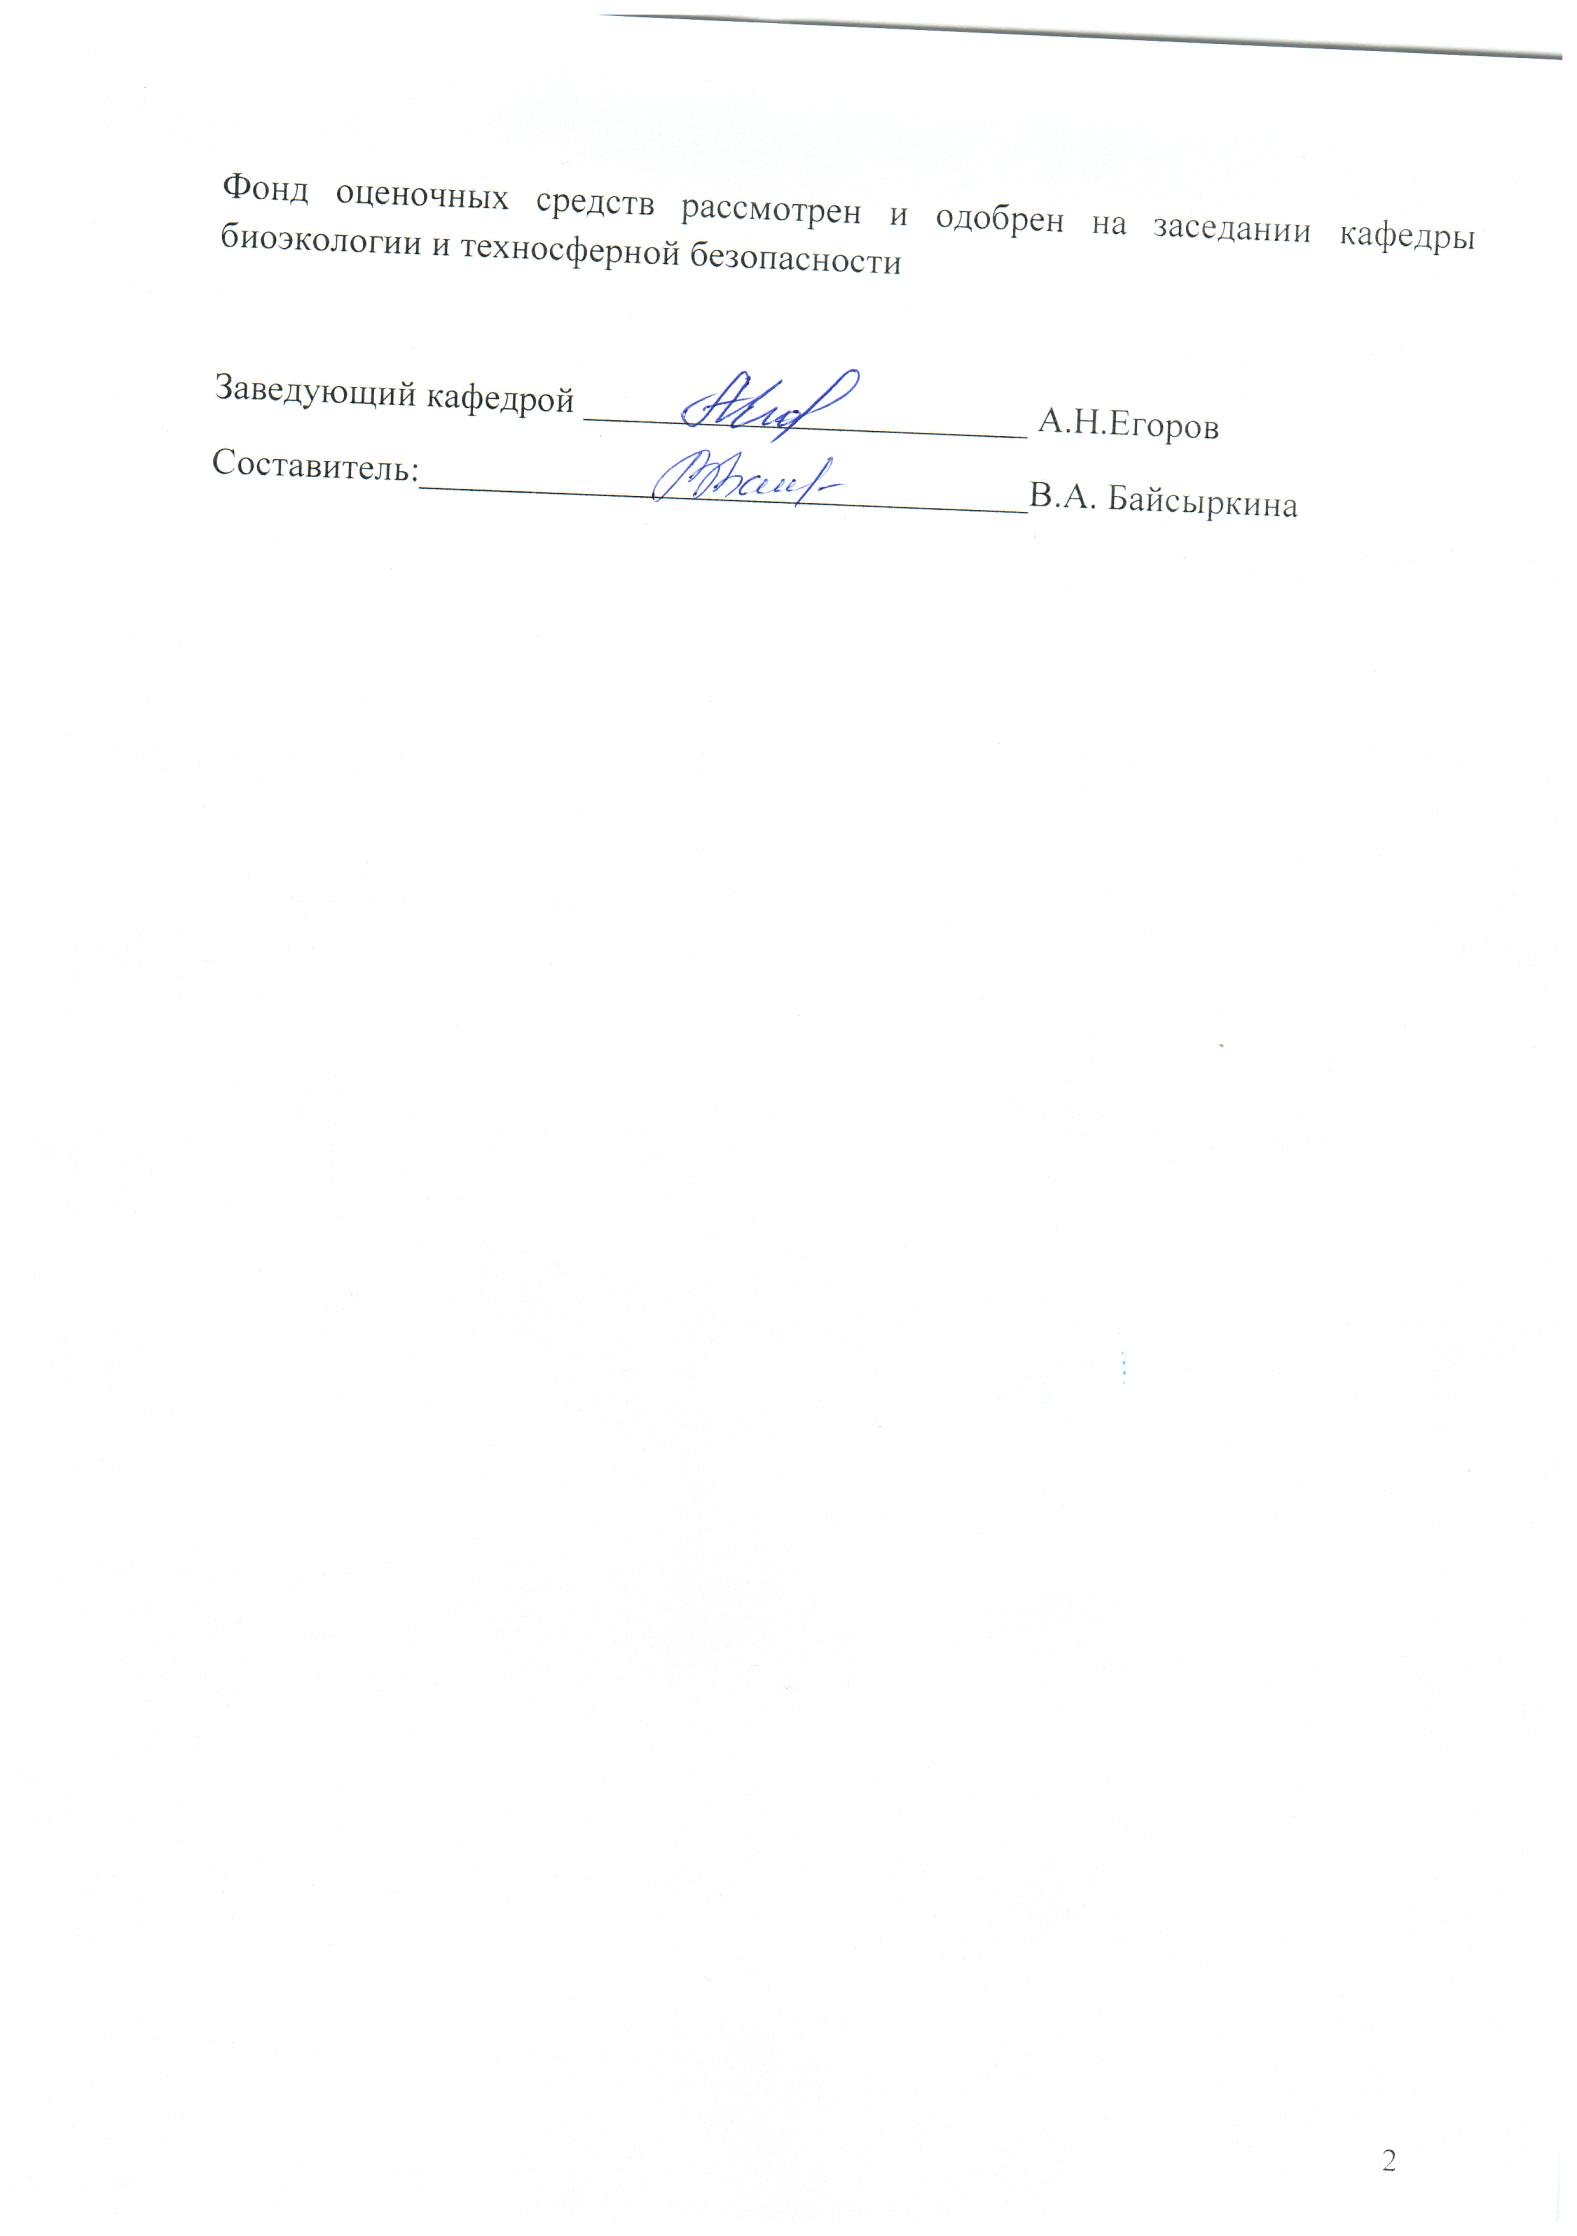 Фонд оценочных средств рассмотрен и одобрен на заседании кафедры
биоэкологии и техносферной безопасности
Заведующий кафедрой А.Н.Егоров
Составитель: В.А. Байсыркина
2